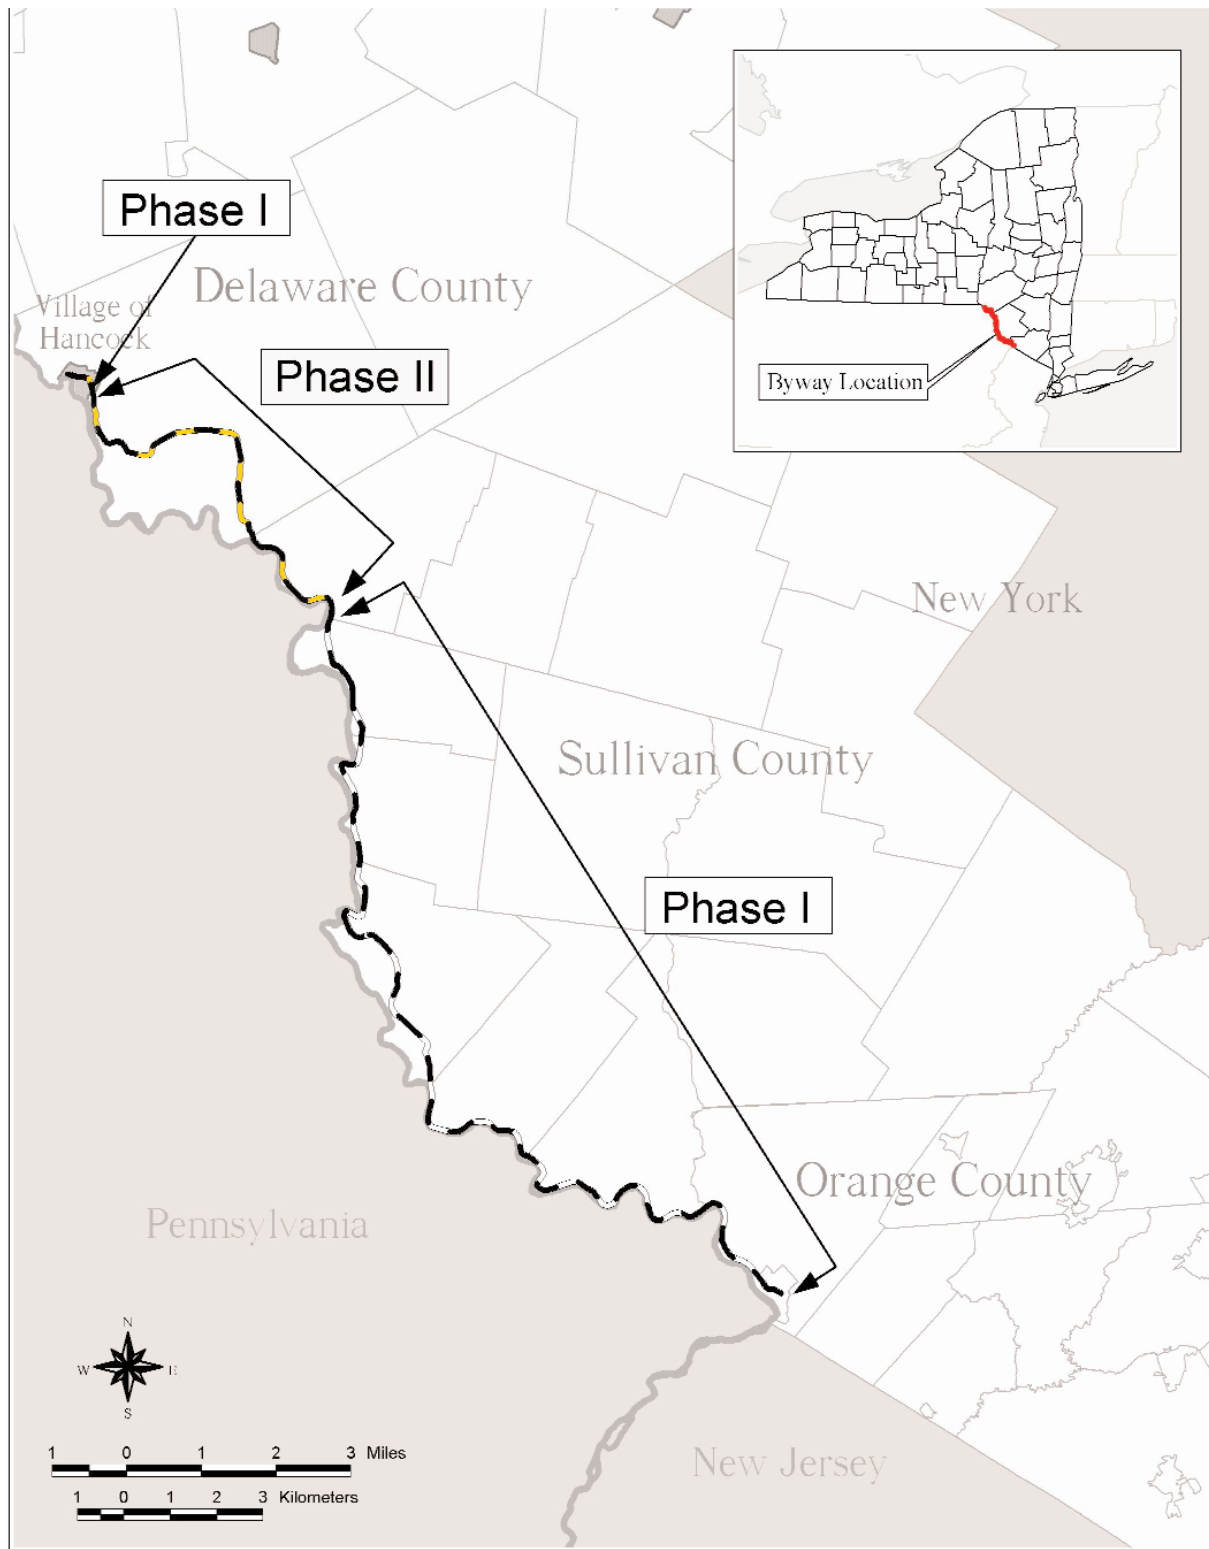 Phase I
Delaware County
Village of
Hancock
Phase II
Byway Location
New York
Sullivan County
Phase I
Orange County
Pennsylvania
New Jersey
N
W E
S
1 0 1 2 3 Miles
1 0 1 2 3 Kilometers